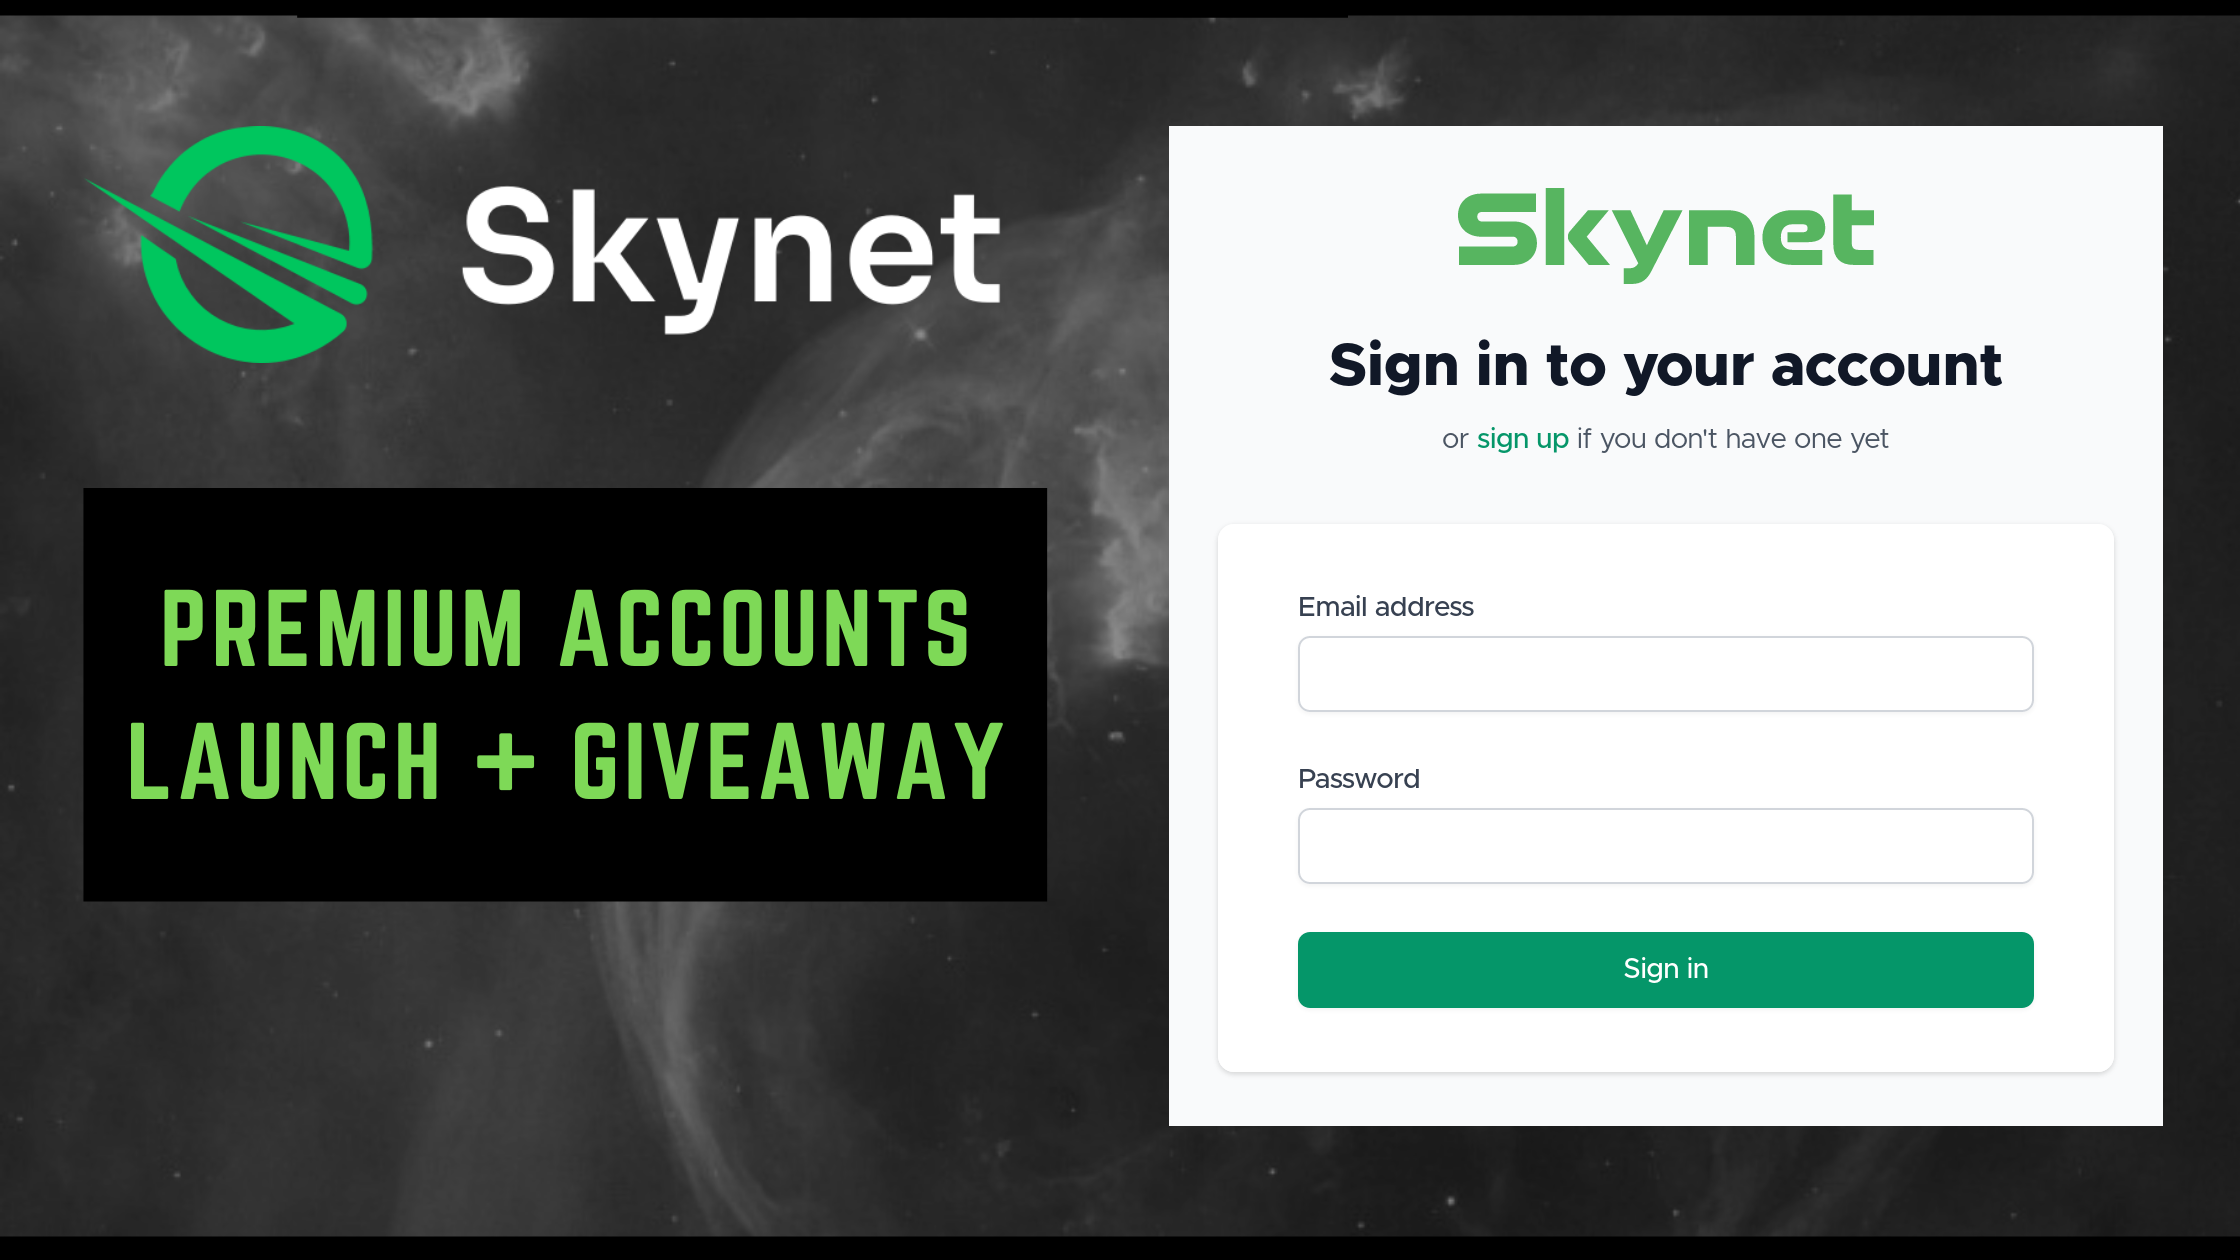 Skynet
PREMIUM ACCOUNTS
LAUNCH + GIVEAWAY
Skynet
Sign in to your account
or sign up if you don't have one yet
Email address
Password
Sign in